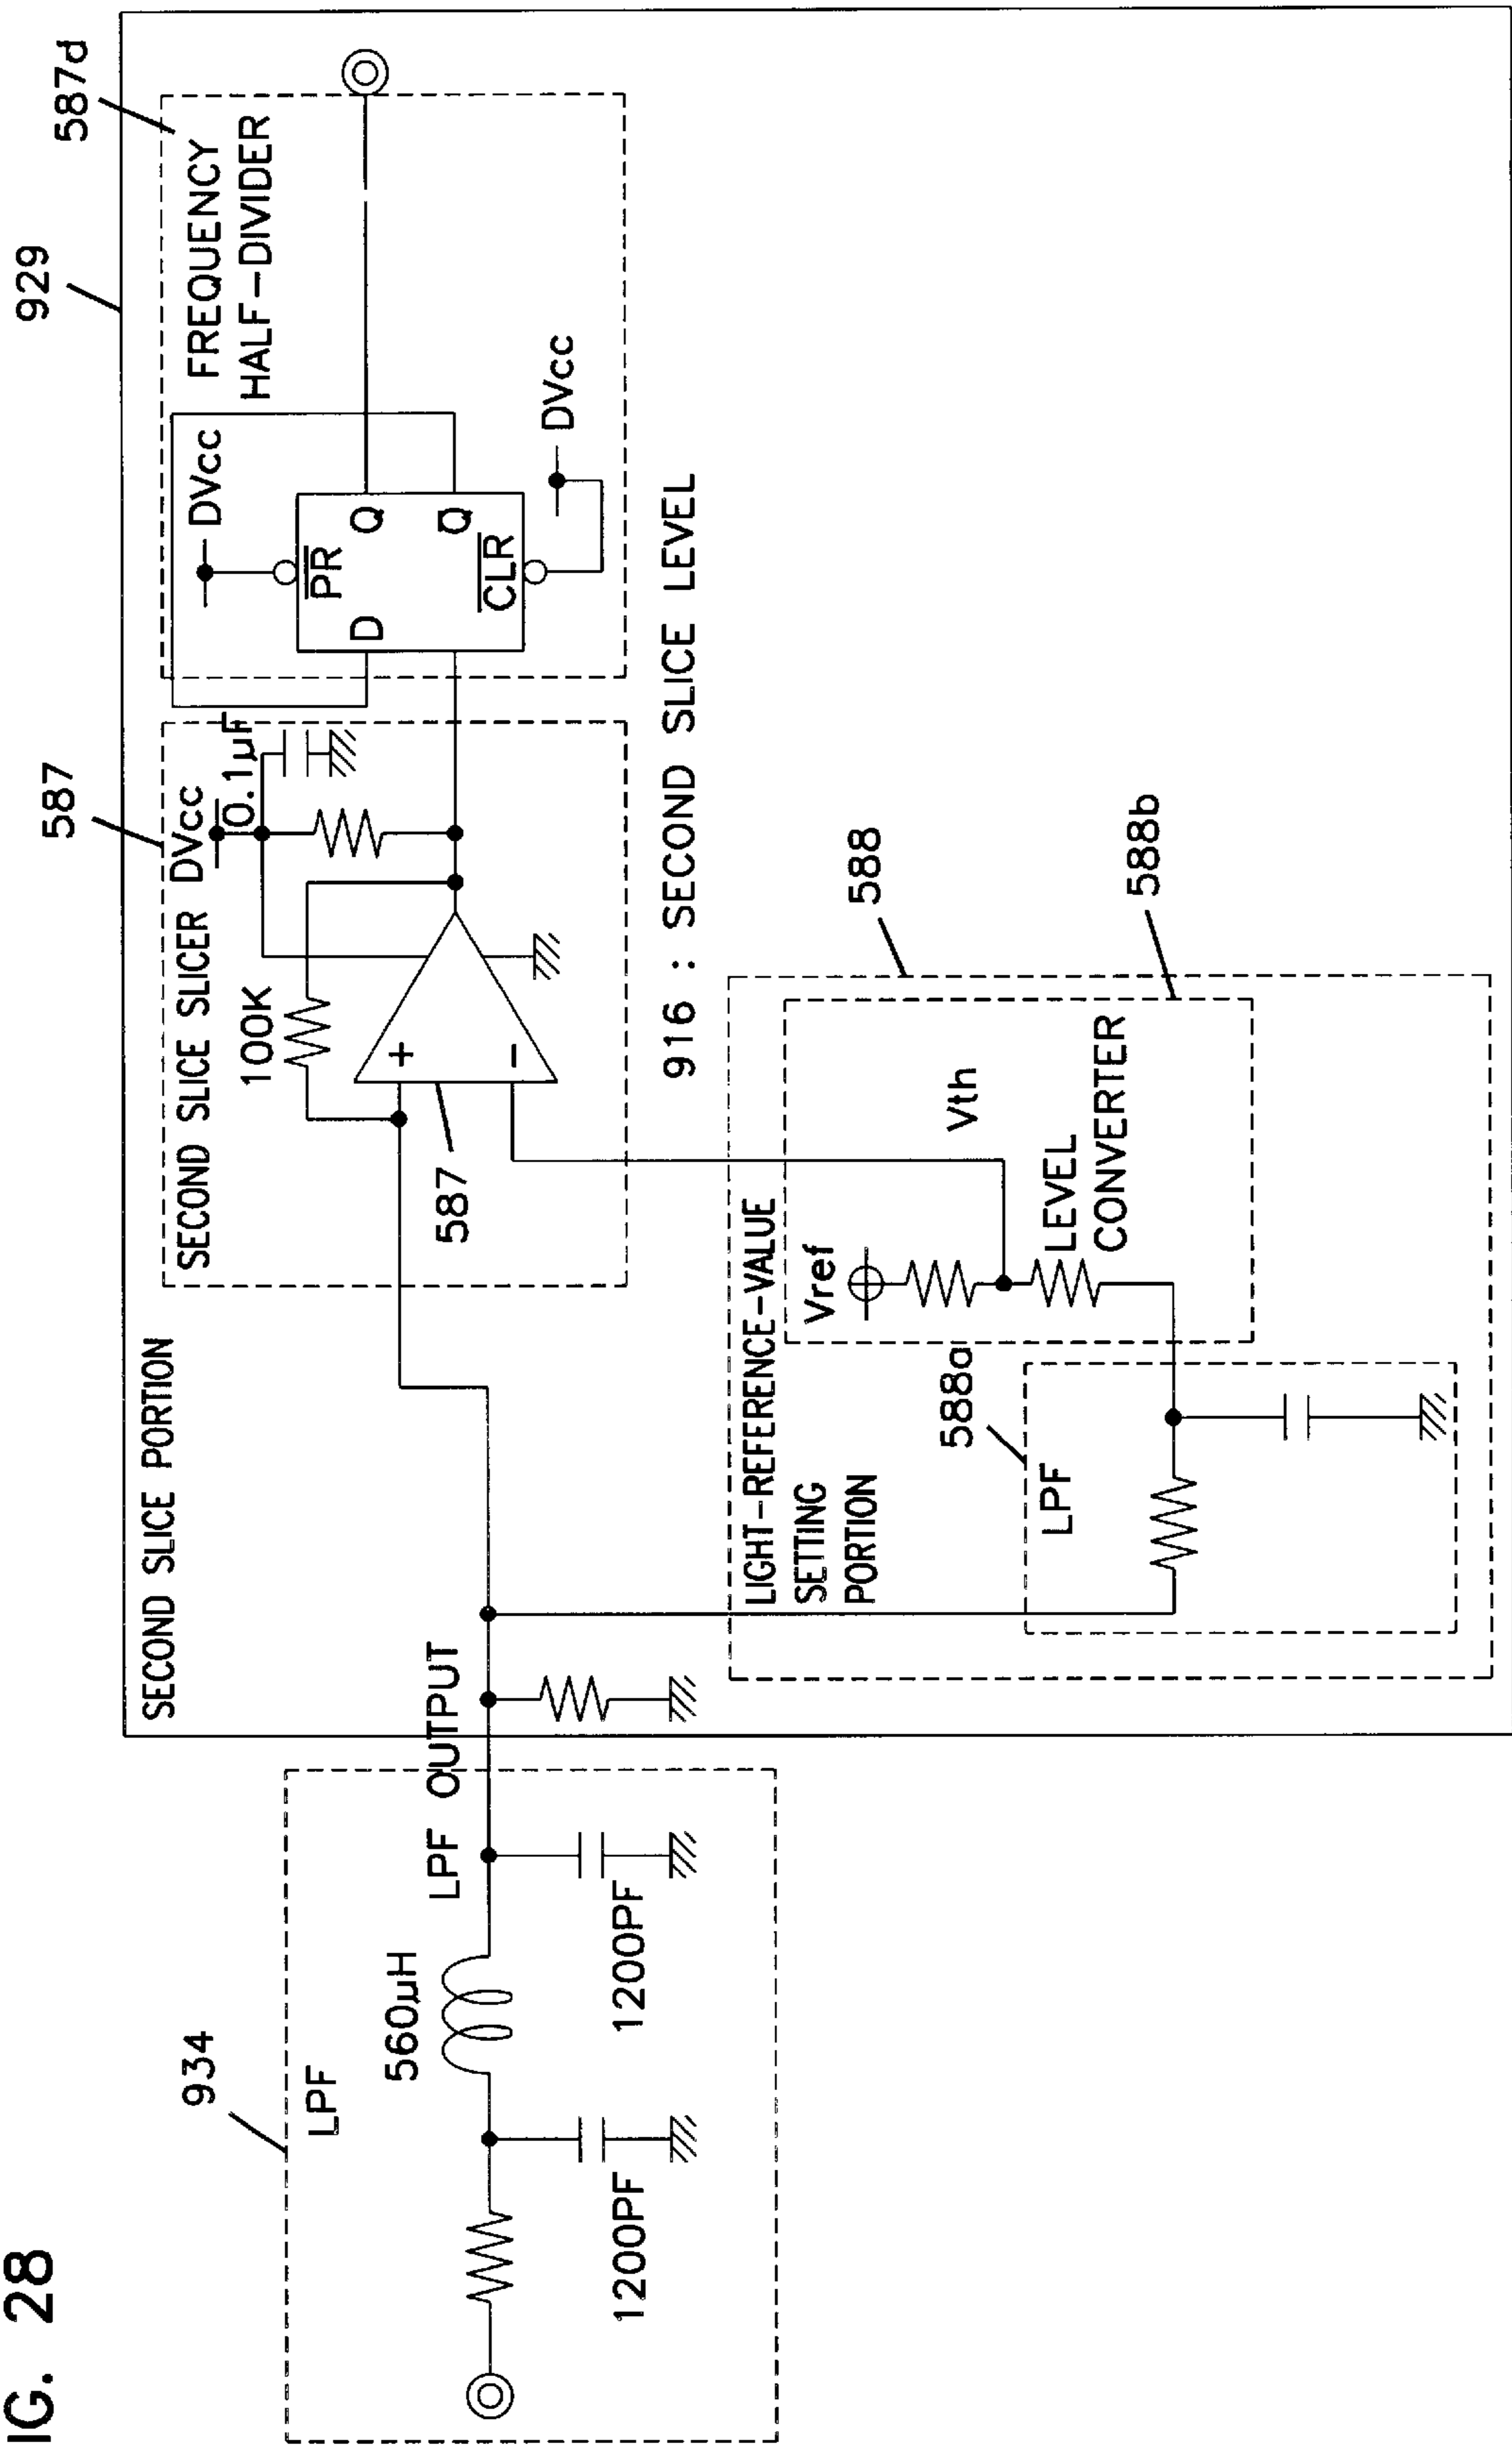 IG. 28
934
LPF
560µH
1200PF
1200PF
LPF OUTPUT
929
SECOND SLICE PORTION
587
SECOND SLICE SLICER
DVcc
0.1µF
100K
+
−
587
587d
FREQUENCY
HALF-DIVIDER
DVcc
PR
D
Q
Q
CLR
DVcc
916 : SECOND SLICE LEVEL
588
LIGHT-REFERENCE-VALUE
SETTING
PORTION
588b
Vref
Vth
LEVEL
CONVERTER
588a
LPF